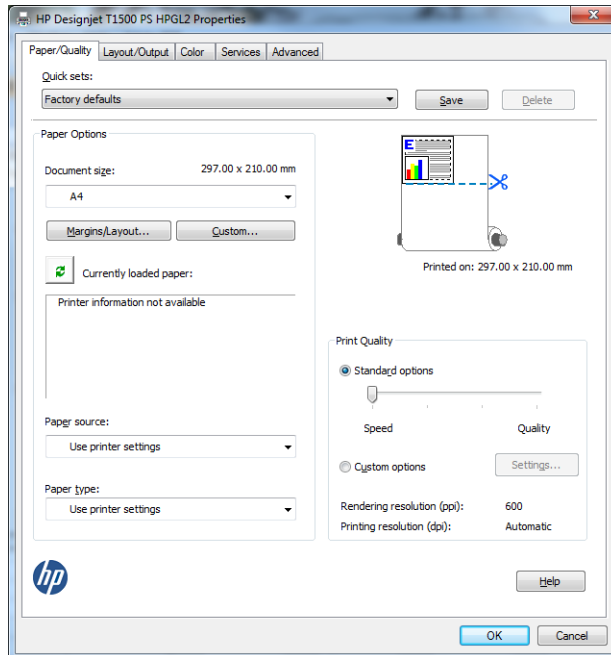 HP Designjet T1500 PS HPGL2 Properties
Paper/Quality Layout/Output Color Services Advanced
Quick sets:
Factory defaults Save Delete
Paper Options
Document size: 297.00 x 210.00 mm
A4
Margins/Layout... Custom...
Currently loaded paper:
Printer information not available
Paper source:
Use printer settings
Paper type:
Use printer settings
E
Printed on: 297.00 x 210.00 mm
Print Quality
Standard options
Speed Quality
Custom options Settings...
Rendering resolution (ppi): 600
Printing resolution (dpi): Automatic
hp
Help
OK Cancel